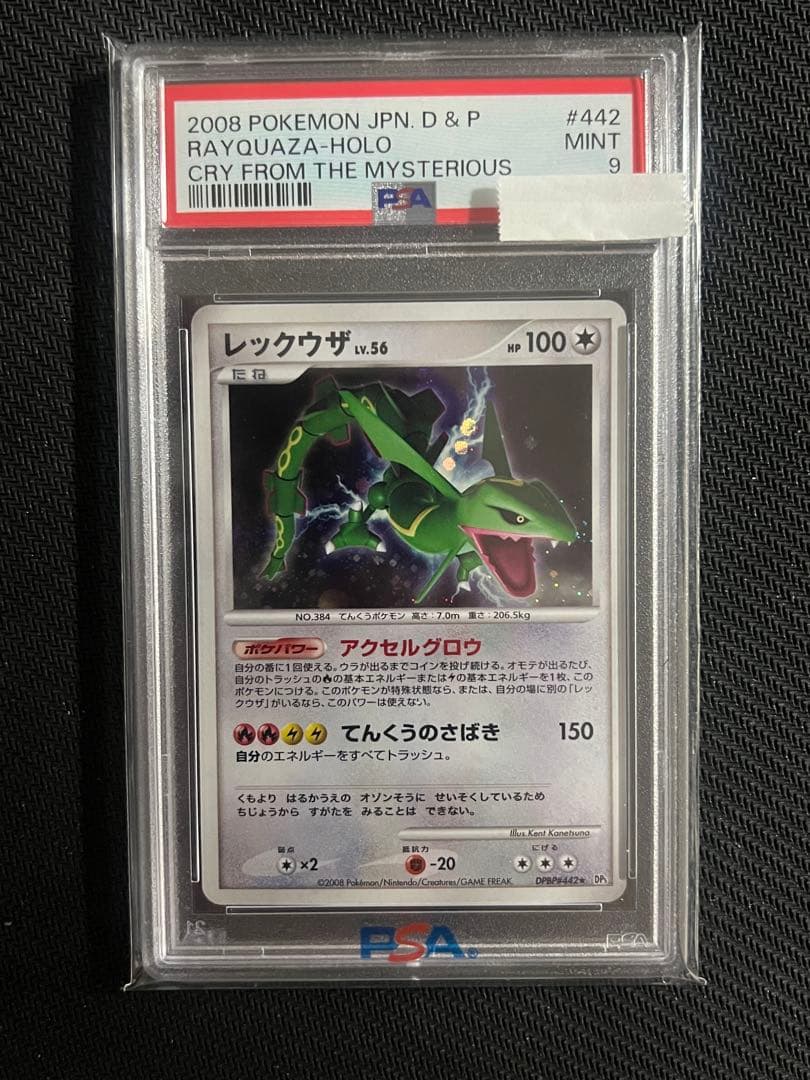 2008 POKEMON JPN. D & P #442
RAYQUAZA-HOLO MINT
CRY FROM THE MYSTERIOUS 9
PSA
レックウザ LV.56 HP 100
たね
NO.384 てんくうポケモン 高さ：7.0m 重さ：206.5kg
ポケパワー アクセルグロウ
自分の番に1回使える。ウラが出るまでコインを投げ続ける。オモテが出るたび、
自分のトラッシュの の基本エネルギーまたは の基本エネルギーを1枚、この
ポケモンにつける。このポケモンが特殊状態なら、または、自分の場に別の「レッ
クウザ」がいるなら、このパワーは使えない。
てんくうのさばき 150
自分のエネルギーをすべてトラッシュ。
くもより はるかうえの オゾンそうに せいそくしているため
ちじょうから すがたを みることは できない。
Illus.Kent Kanetsuna
弱点 抵抗力 にげる
×2 -20
©2008 Pokémon/Nintendo/Creatures/GAME FREAK. DPBP#442★ DPt
PSA